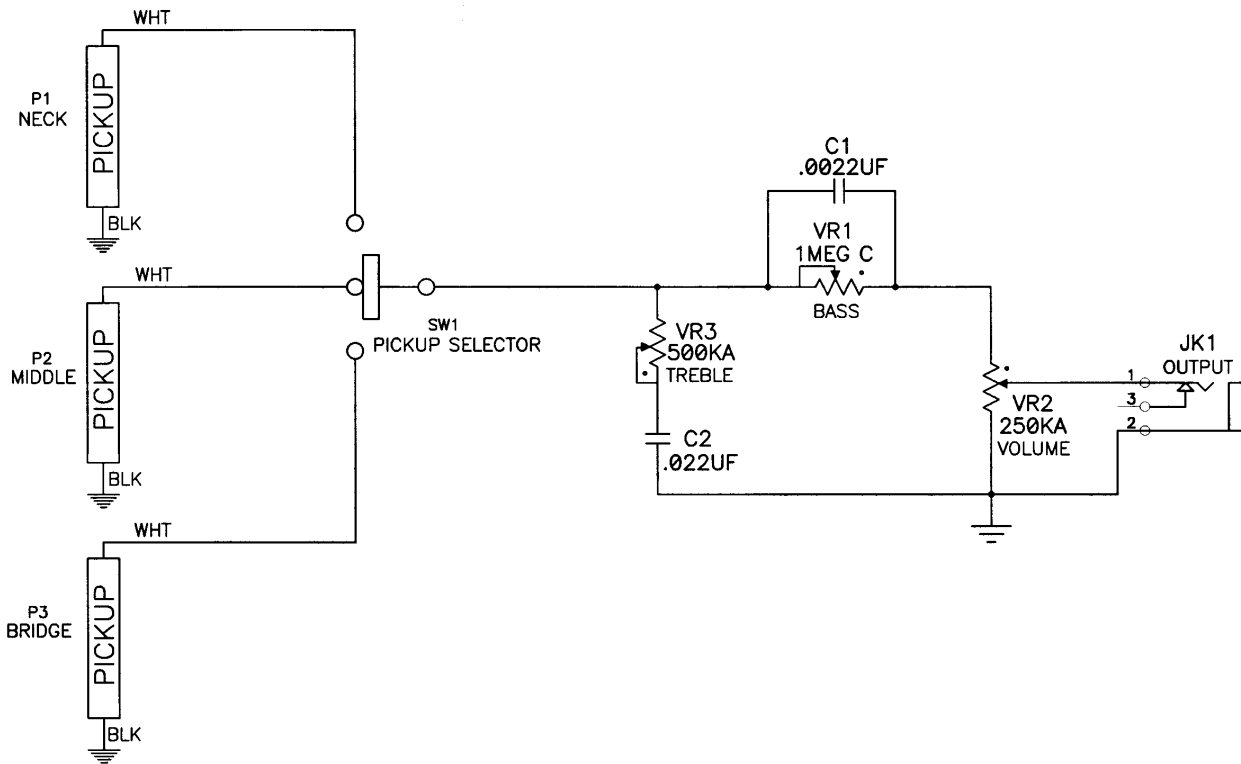 WHT
P1
NECK
PICKUP
BLK
WHT
P2
MIDDLE
PICKUP
BLK
WHT
P3
BRIDGE
PICKUP
BLK
SW1
PICKUP SELECTOR
C1
.0022UF
VR1
1MEG C
BASS
VR3
500KA
TREBLE
C2
.022UF
VR2
250KA
VOLUME
JK1
OUTPUT
1
3
2